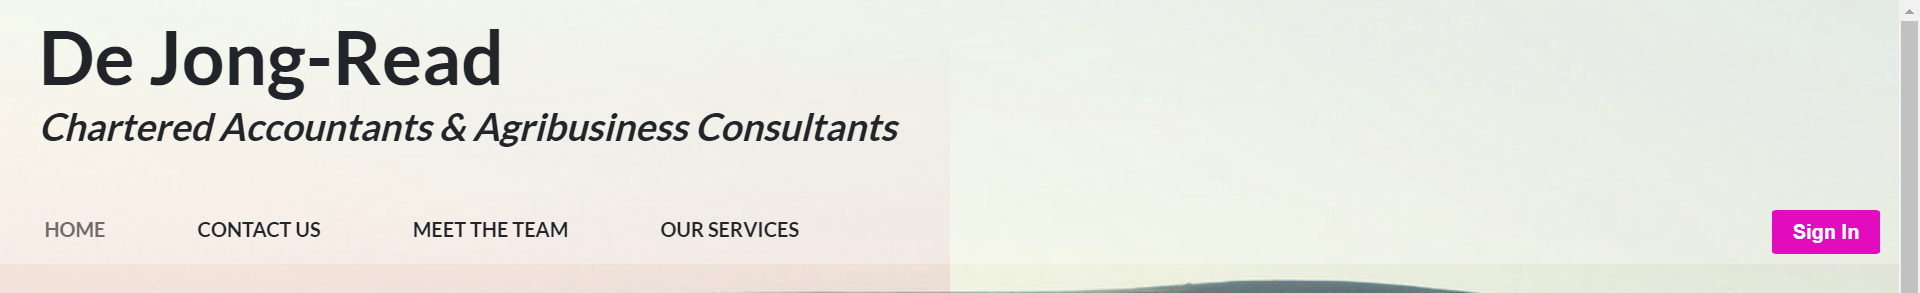 De Jong-Read
Chartered Accountants & Agribusiness Consultants
HOME CONTACT US MEET THE TEAM OUR SERVICES Sign In